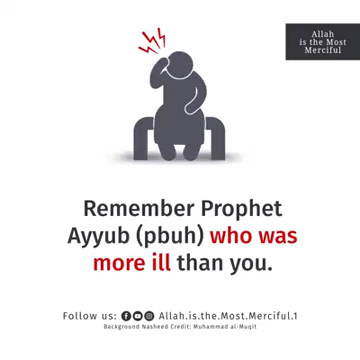 Allah
is the Most
Merciful
Remember Prophet
Ayyub (pbuh) who was
more ill than you.
Follow us: Allah.is.the.Most.Merciful.1
Background Nasheed Credit: Muhammad al-Muqit